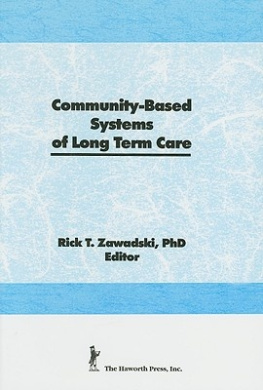 Community-Based
Systems
of Long Term Care
Rick T. Zawadski, PhD
Editor
The Haworth Press, Inc.